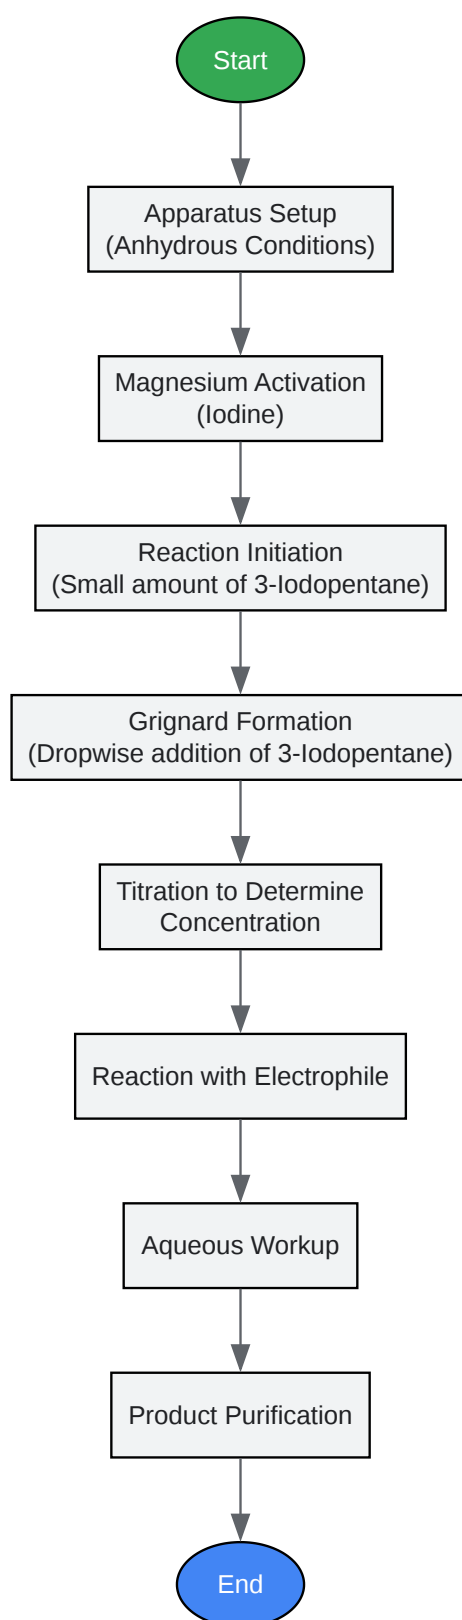 Start
Apparatus Setup
(Anhydrous Conditions)
Magnesium Activation
(Iodine)
Reaction Initiation
(Small amount of 3-Iodopentane)
Grignard Formation
(Dropwise addition of 3-Iodopentane)
Titration to Determine
Concentration
Reaction with Electrophile
Aqueous Workup
Product Purification
End